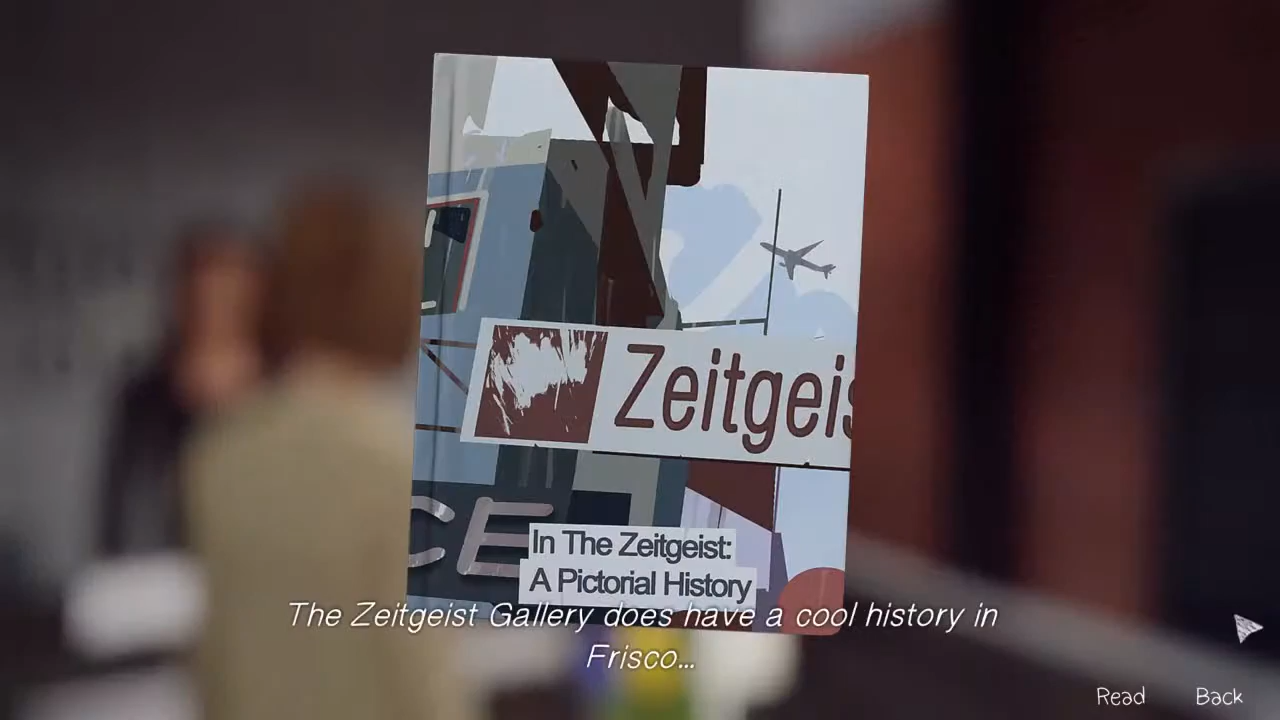 Zeitgeis
CE
In The Zeitgeist:
A Pictorial History
The Zeitgeist Gallery does have a cool history in
Frisco...
Read Back